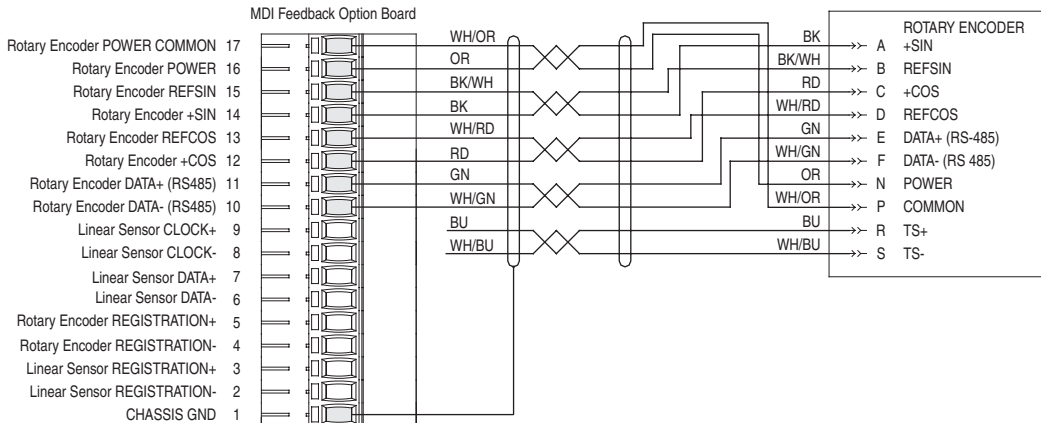 MDI Feedback Option Board
Rotary Encoder POWER COMMON 17
Rotary Encoder POWER 16
Rotary Encoder REFSIN 15
Rotary Encoder +SIN 14
Rotary Encoder REFCOS 13
Rotary Encoder +COS 12
Rotary Encoder DATA+ (RS485) 11
Rotary Encoder DATA- (RS485) 10
Linear Sensor CLOCK+ 9
Linear Sensor CLOCK- 8
Linear Sensor DATA+ 7
Linear Sensor DATA- 6
Rotary Encoder REGISTRATION+ 5
Rotary Encoder REGISTRATION- 4
Linear Sensor REGISTRATION+ 3
Linear Sensor REGISTRATION- 2
CHASSIS GND 1
WH/OR
OR
BK/WH
BK
WH/RD
RD
GN
WH/GN
BU
WH/BU
BK
BK/WH
RD
WH/RD
GN
WH/GN
OR
WH/OR
BU
WH/BU
ROTARY ENCODER
A +SIN
B REFSIN
C +COS
D REFCOS
E DATA+ (RS-485)
F DATA- (RS 485)
N POWER
P COMMON
R TS+
S TS-